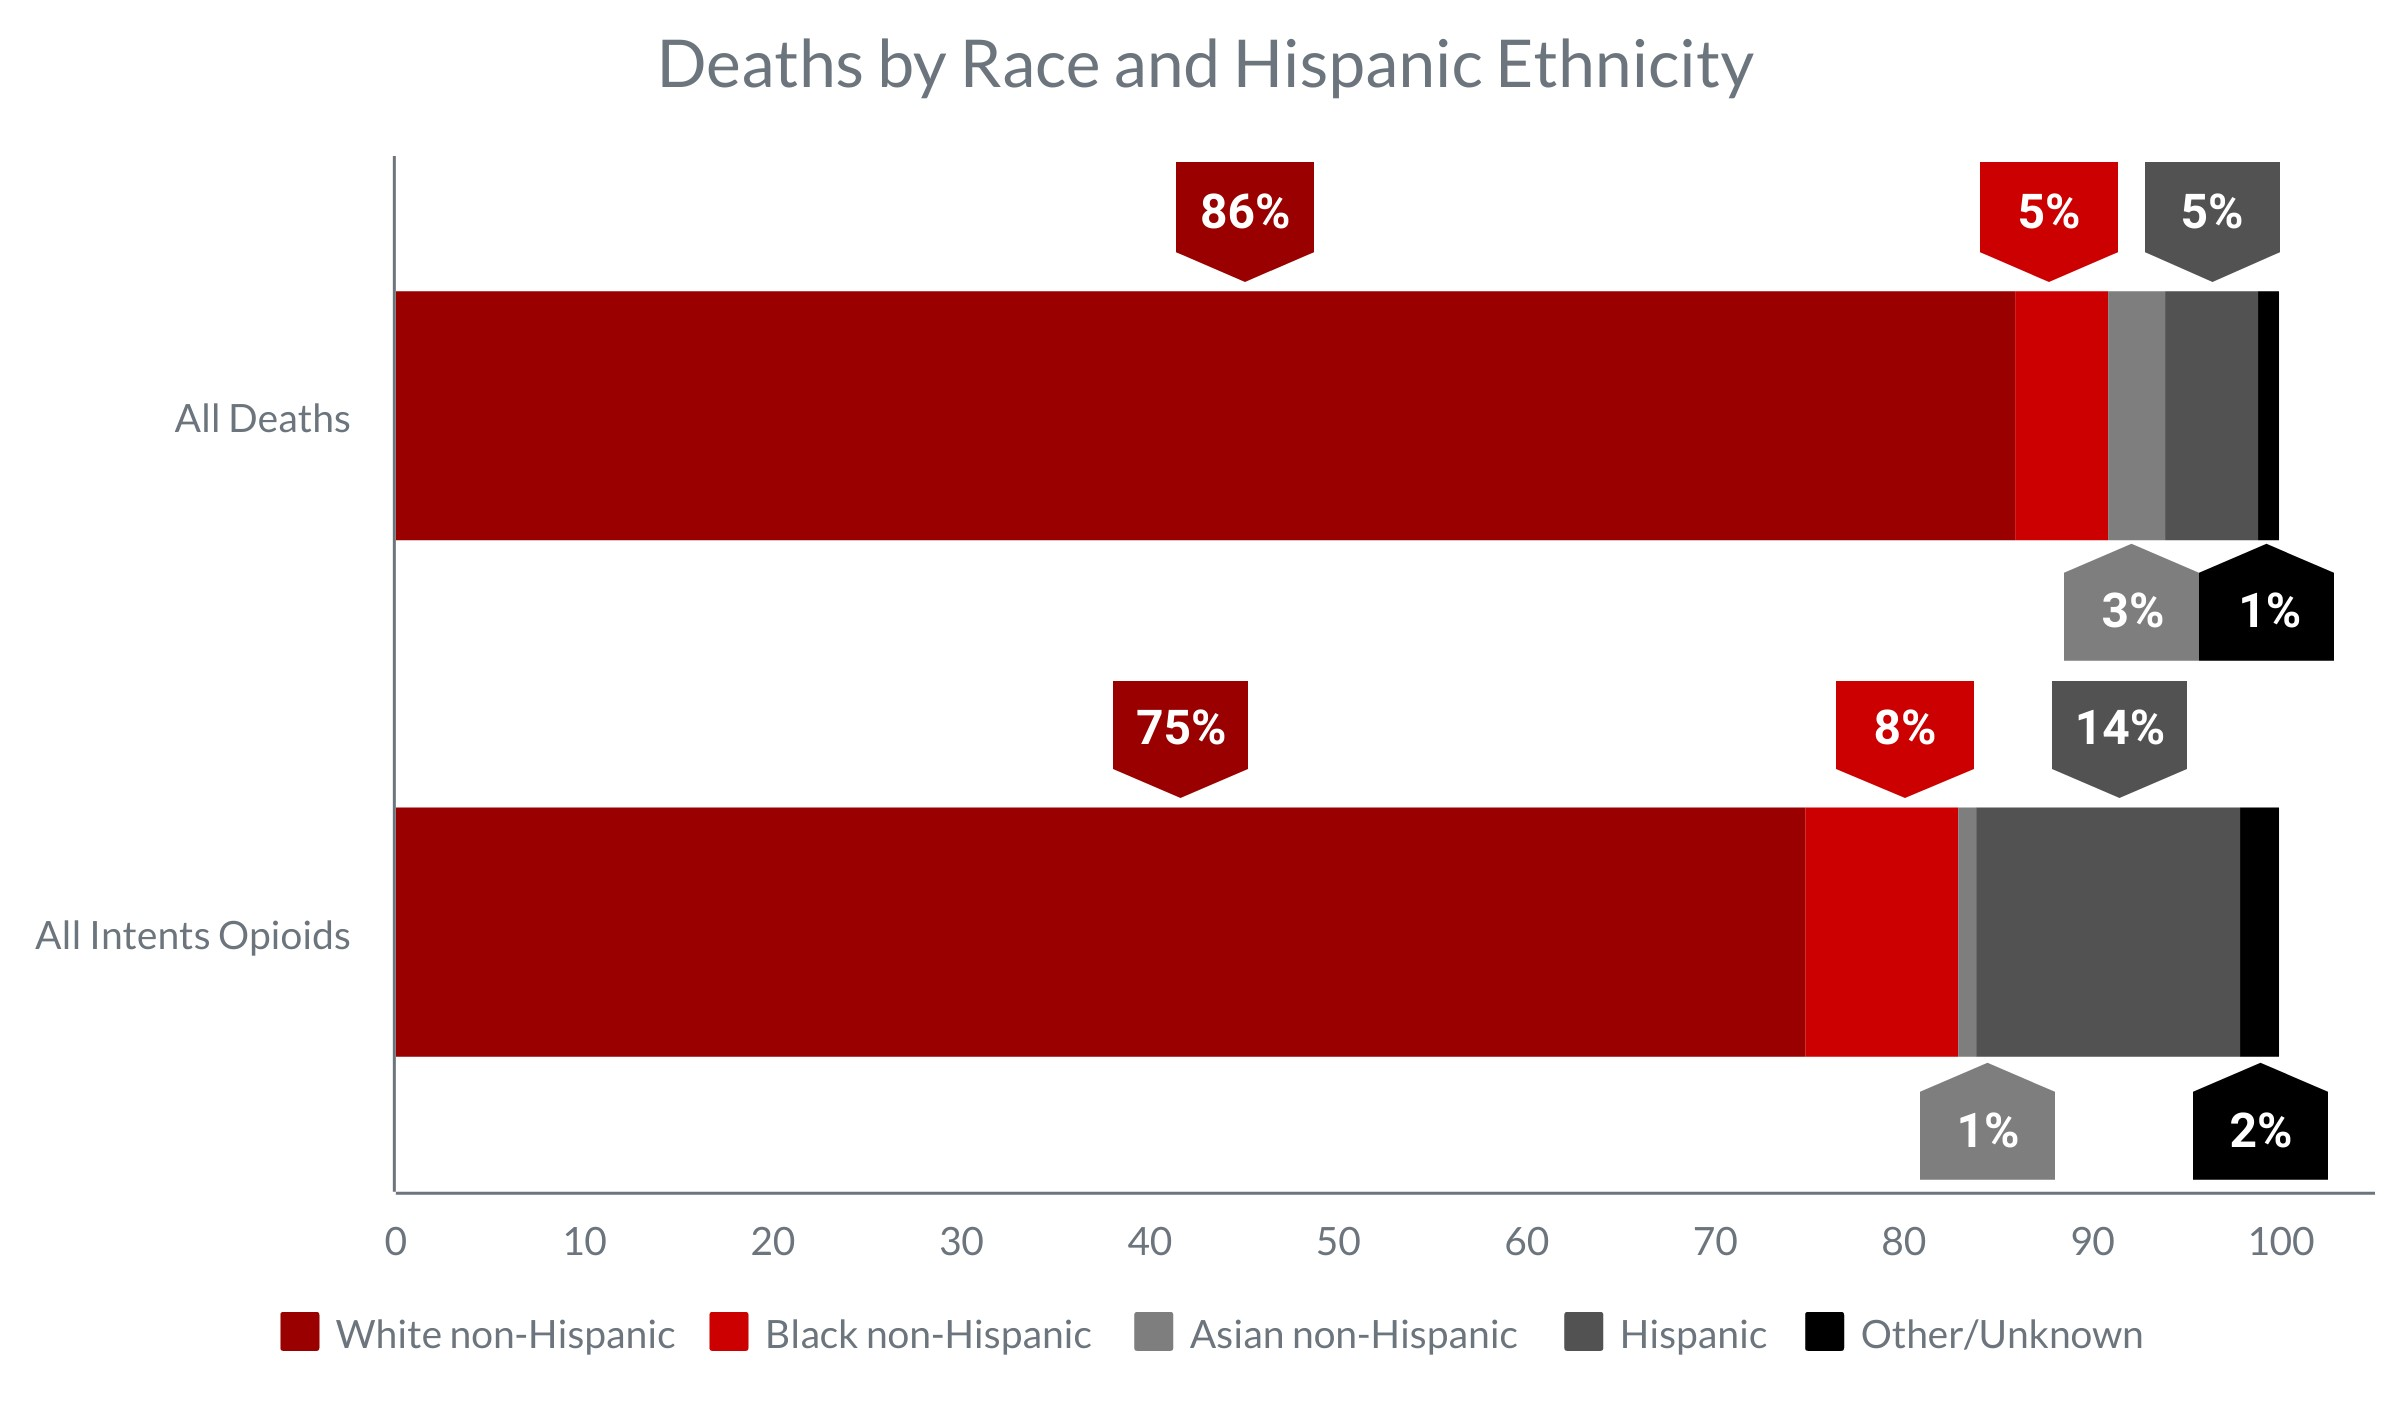 Deaths by Race and Hispanic Ethnicity
86% 5% 5%
All Deaths
3% 1%
75% 8% 14%
All Intents Opioids
1% 2%
0 10 20 30 40 50 60 70 80 90 100
White non-Hispanic Black non-Hispanic Asian non-Hispanic Hispanic Other/Unknown